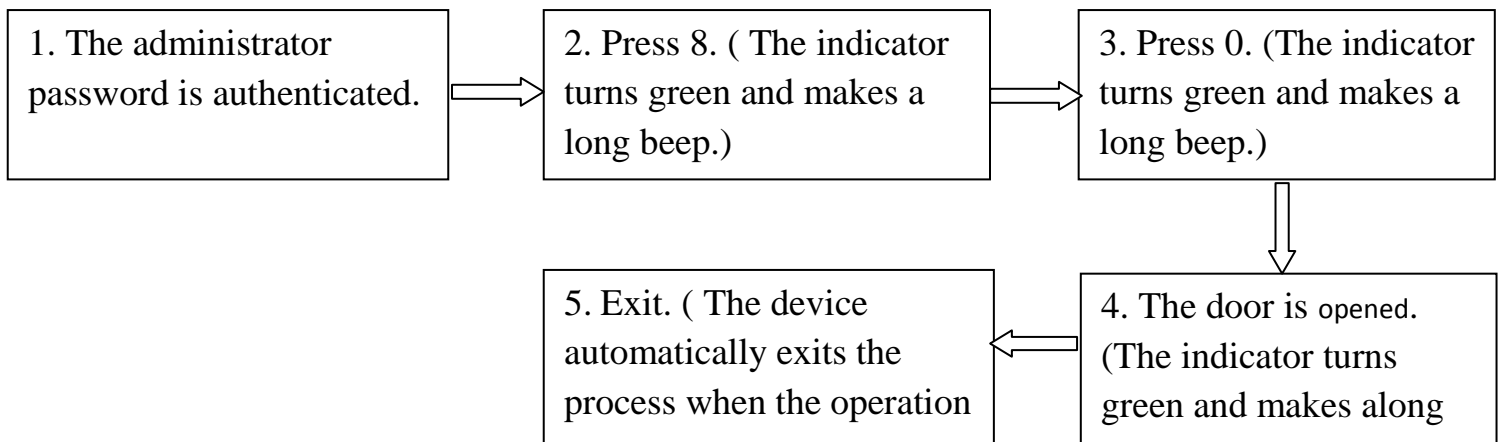 1. The administrator
password is authenticated.
2. Press 8. ( The indicator
turns green and makes a
long beep.)
3. Press 0. (The indicator
turns green and makes a
long beep.)
4. The door is opened.
(The indicator turns
green and makes along
5. Exit. ( The device
automatically exits the
process when the operation